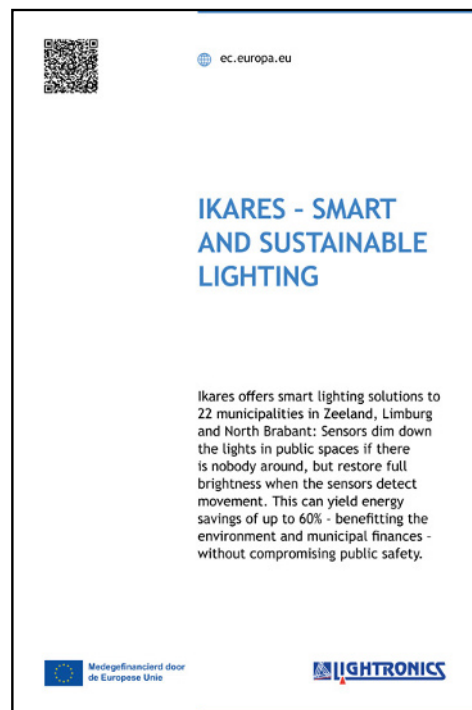 ec.europa.eu
IKARES – SMART
AND SUSTAINABLE
LIGHTING
Ikares offers smart lighting solutions to
22 municipalities in Zeeland, Limburg
and North Brabant: Sensors dim down
the lights in public spaces if there
is nobody around, but restore full
brightness when the sensors detect
movement. This can yield energy
savings of up to 60% - benefitting the
environment and municipal finances -
without compromising public safety.
Medegefinancierd door
de Europese Unie
LIGHTRONICS